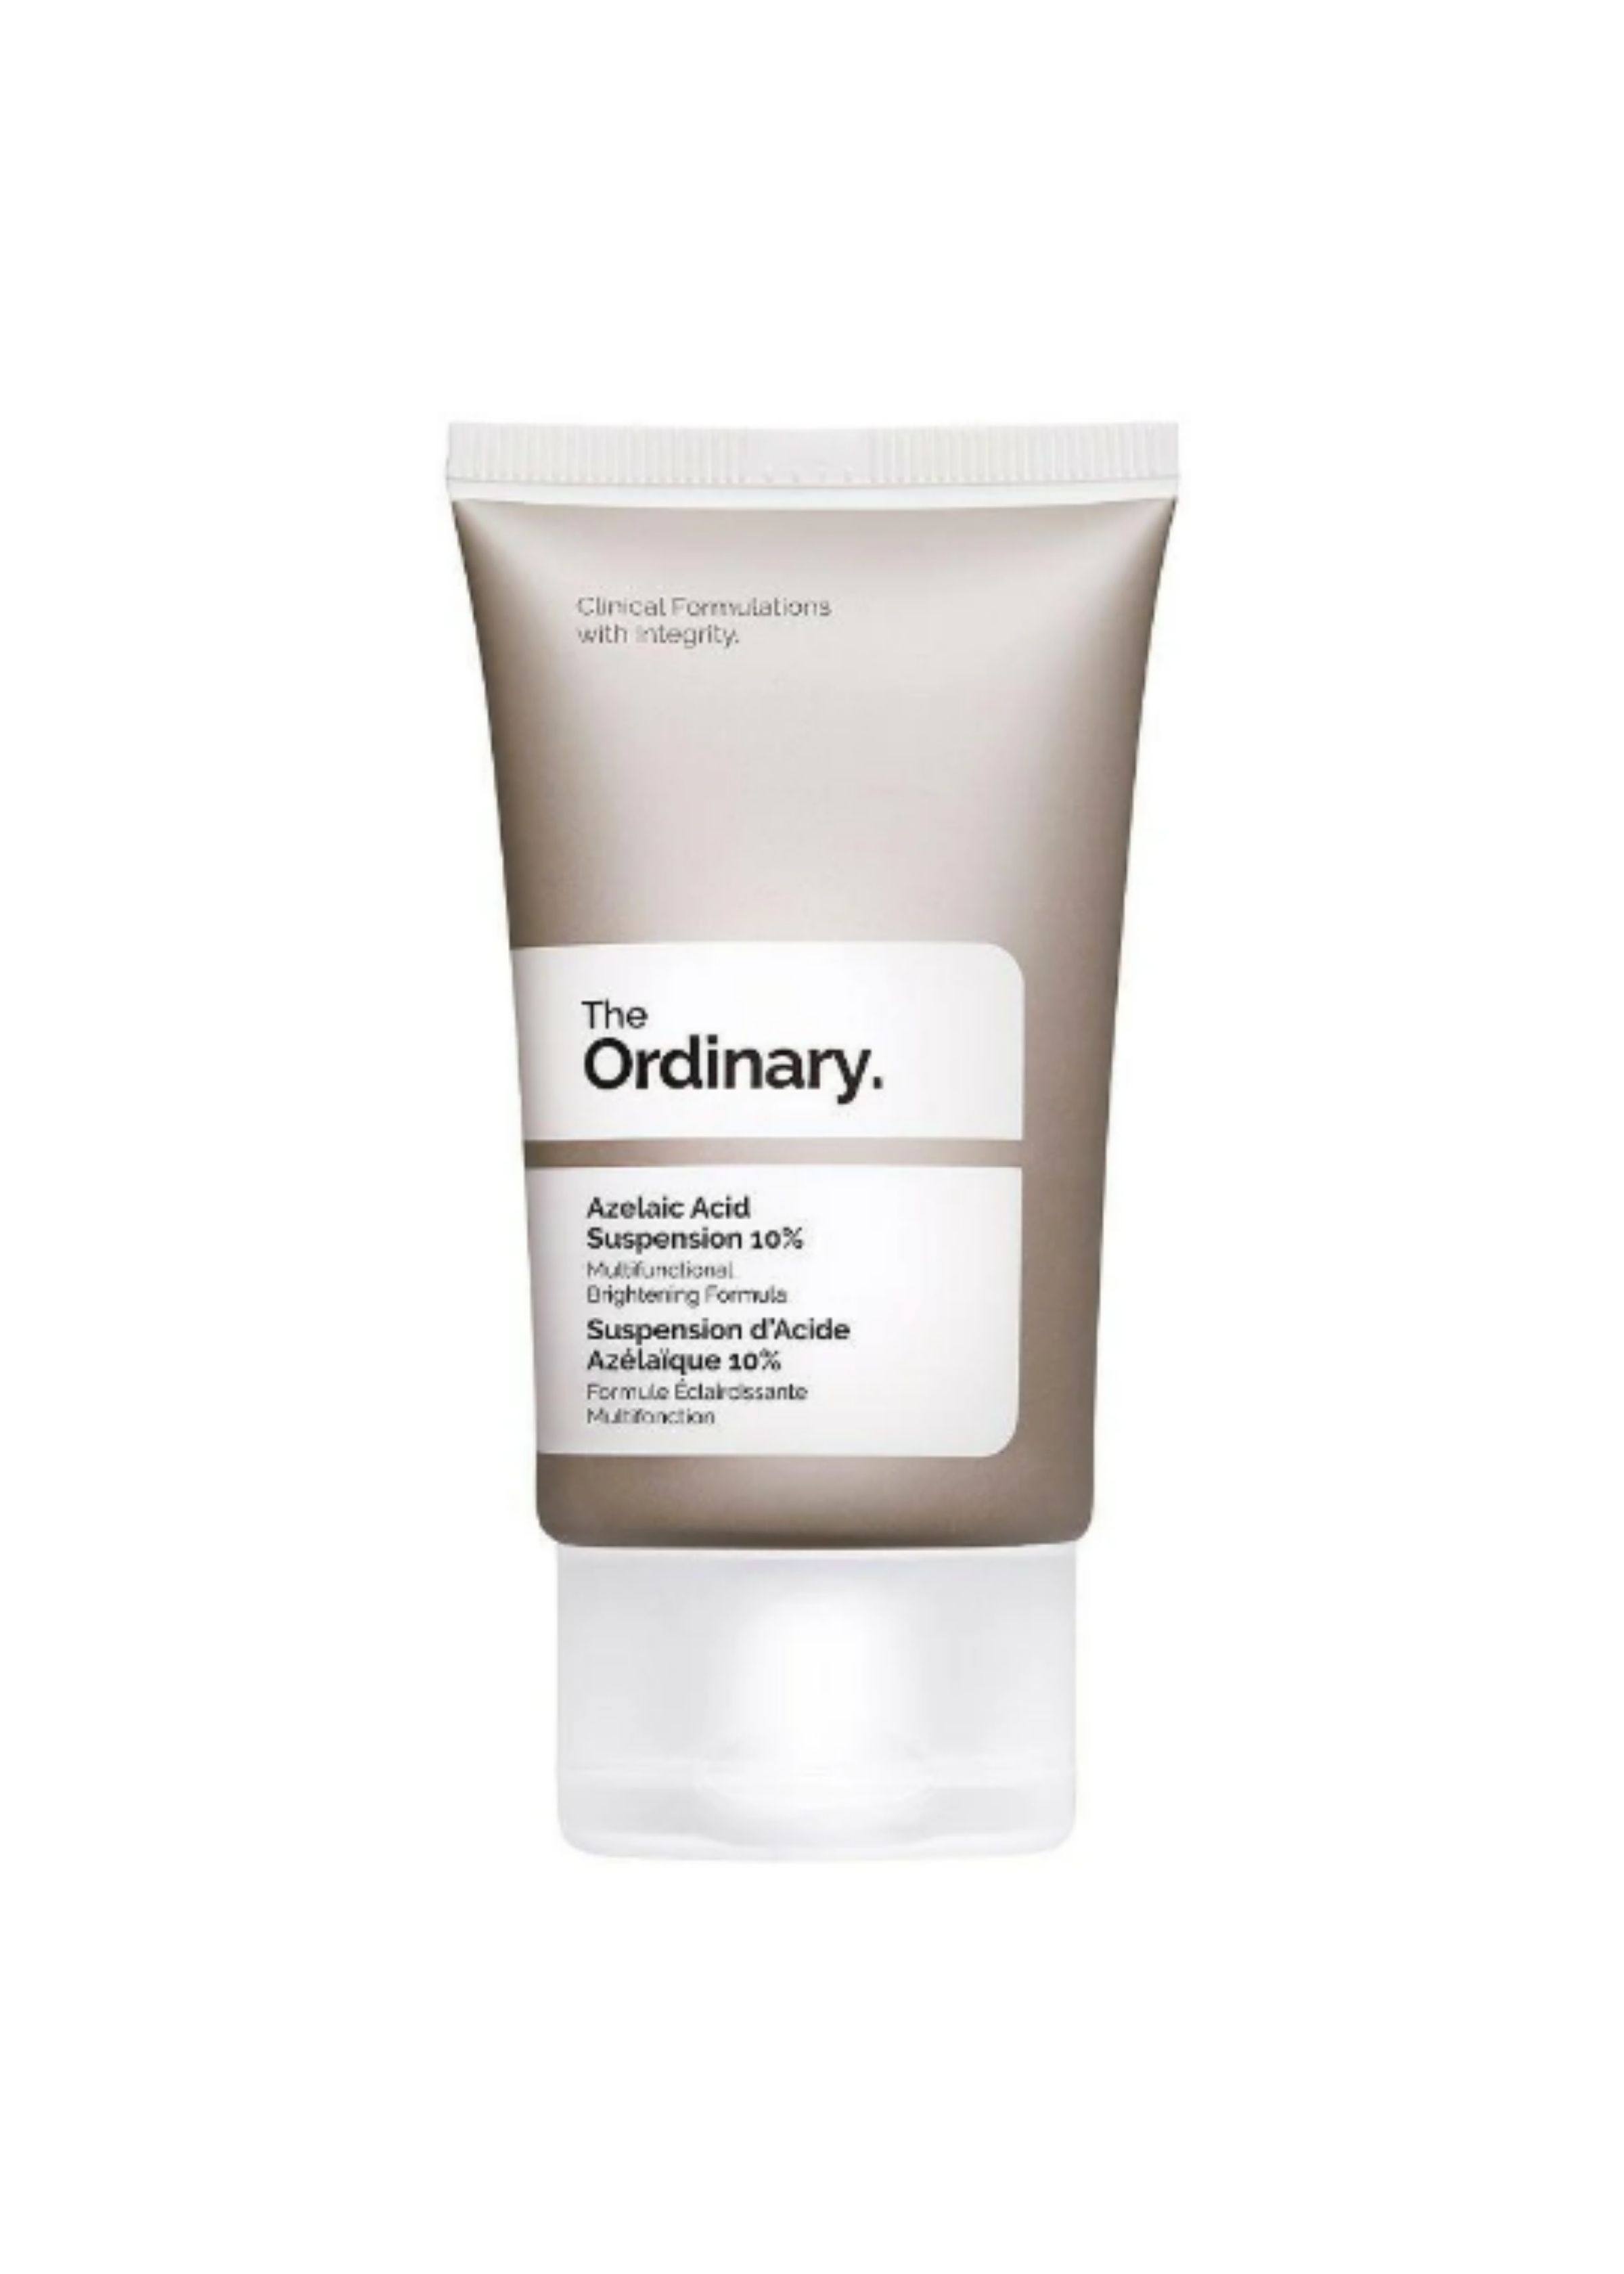 Clinical Formulations
with Integrity.
The
Ordinary.
Azelaic Acid
Suspension 10%
Multifunctional
Brightening Formula
Suspension d'Acide
Azélaïque 10%
Formule Éclaircissante
Multifonction